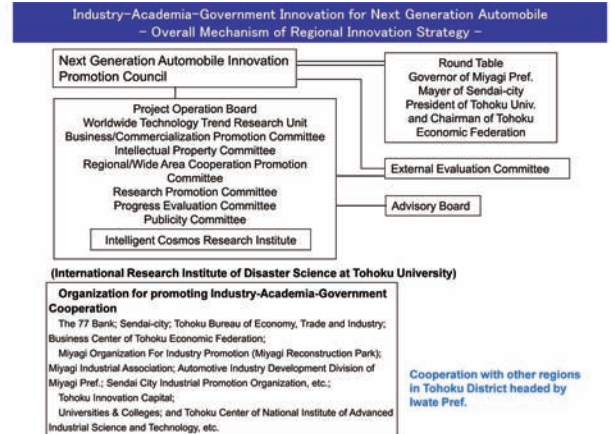 Industry-Academia-Government Innovation for Next Generation Automobile
- Overall Mechanism of Regional Innovation Strategy -
Next Generation Automobile Innovation
Promotion Council
Round Table
Governor of Miyagi Pref.
Mayer of Sendai-city
President of Tohoku Univ.
and Chairman of Tohoku
Economic Federation
Project Operation Board
Worldwide Technology Trend Research Unit
Business/Commercialization Promotion Committee
Intellectual Property Committee
Regional/Wide Area Cooperation Promotion
Committee
Research Promotion Committee
Progress Evaluation Committee
Publicity Committee
Intelligent Cosmos Research Institute
External Evaluation Committee
Advisory Board
(International Research Institute of Disaster Science at Tohoku University)
Organization for promoting Industry-Academia-Government
Cooperation
The 77 Bank; Sendai-city; Tohoku Bureau of Economy, Trade and Industry;
Business Center of Tohoku Economic Federation;
Miyagi Organization For Industry Promotion (Miyagi Reconstruction Park);
Miyagi Industrial Association; Automotive Industry Development Division of
Miyagi Pref.; Sendai City Industrial Promotion Organization, etc.;
Tohoku Innovation Capital;
Universities & Colleges; and Tohoku Center of National Institute of Advanced
Industrial Science and Technology, etc.
Cooperation with other regions
in Tohoku District headed by
Iwate Pref.